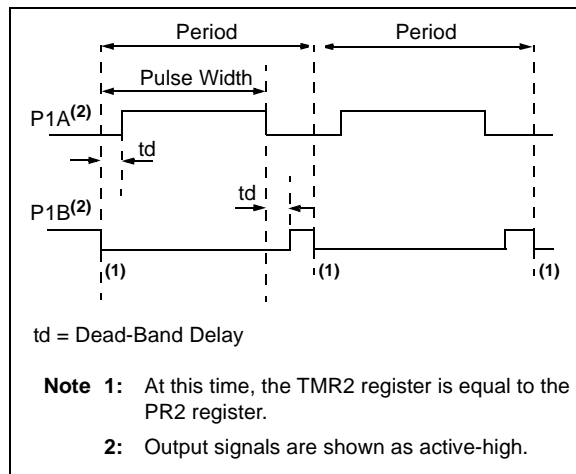 Period Period
Pulse Width
P1A(2)
td
td
P1B(2)
(1) (1) (1)
td = Dead-Band Delay
Note 1: At this time, the TMR2 register is equal to the
PR2 register.
2: Output signals are shown as active-high.